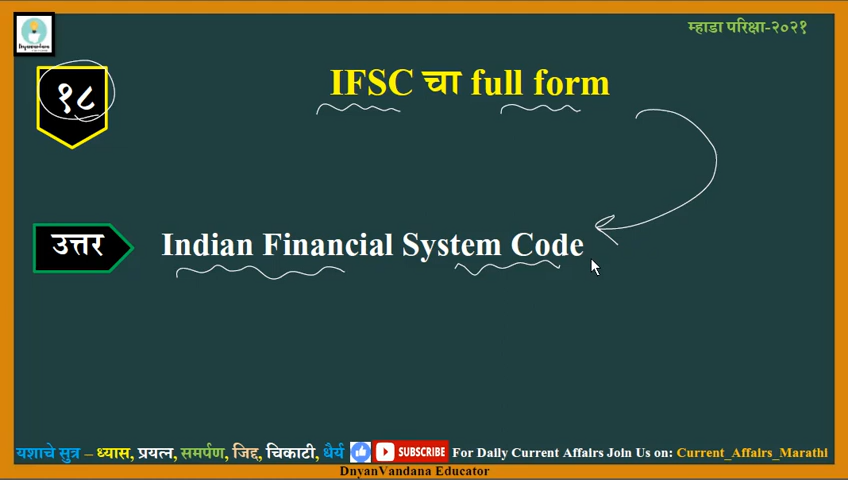 Dnyanvandana
म्हाडा परिक्षा-२०२१
१८
IFSC चा full form
उत्तर
Indian Financial System Code
यशाचे सुत्र – ध्यास, प्रयत्न, समर्पण, जिद्द, चिकाटी, धैर्य SUBSCRIBE For Daily Current Affairs Join Us on: Current_Affairs_Marathi
DnyanVandana Educator